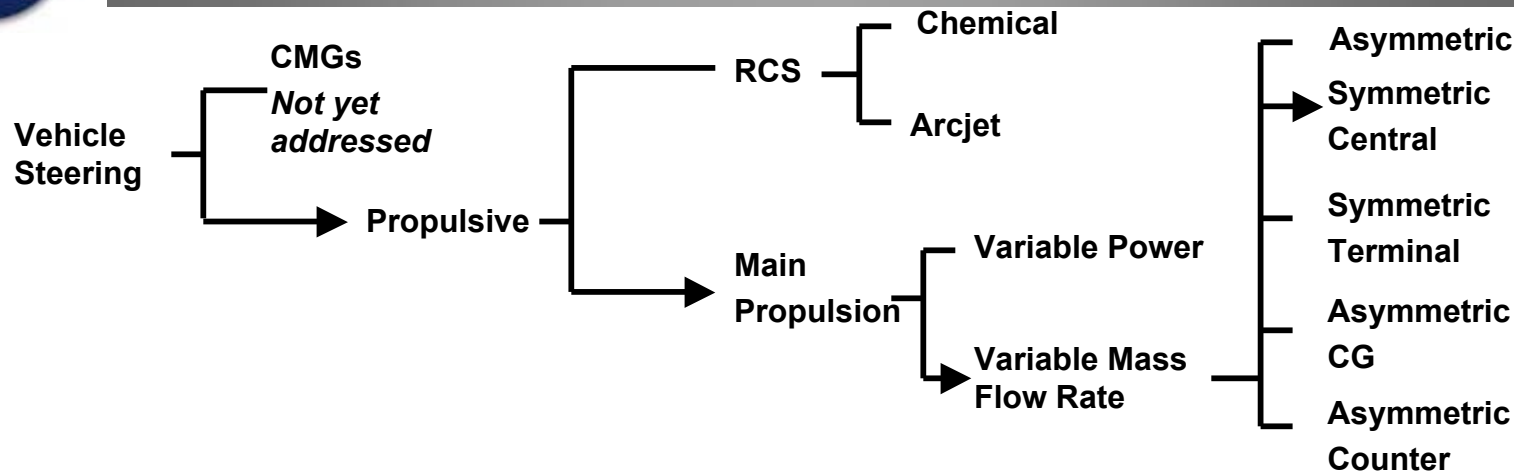 Vehicle
Steering
CMGs
Not yet
addressed
Propulsive
RCS
Chemical
Arcjet
Main
Propulsion
Variable Power
Variable Mass
Flow Rate
Asymmetric
Symmetric
Central
Symmetric
Terminal
Asymmetric
CG
Asymmetric
Counter